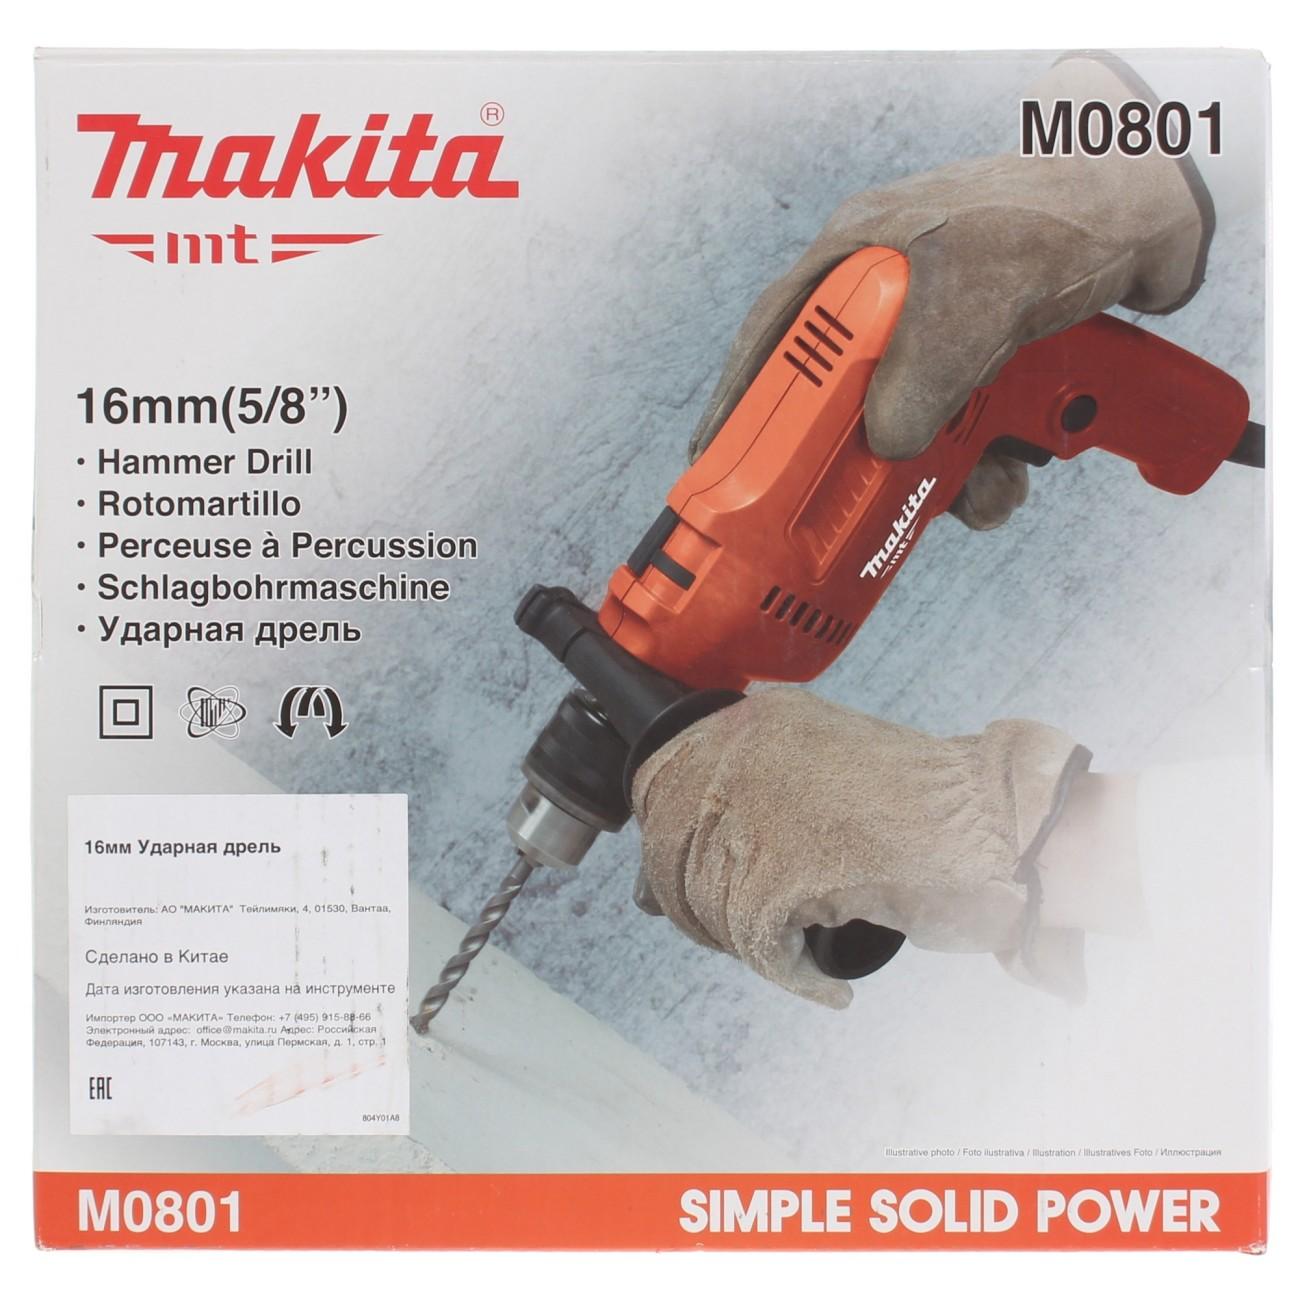 makita®
mt
M0801
16mm(5/8”)
• Hammer Drill
• Rotomartillo
• Perceuse à Percussion
• Schlagbohrmaschine
• Ударная дрель
makita
mt
16мм Ударная дрель
Изготовитель: АО "МАКИТА" Тейлимяки, 4, 01530, Вантаа,
Финляндия
Сделано в Китае
Дата изготовления указана на инструменте
Импортер ООО «МАКИТА» Телефон: +7 (495) 915-88-66
Электронный адрес: office@makita.ru Адрес: Российская
Федерация, 107143, г. Москва, улица Пермская, д. 1, стр. 1
EAC
804Y01A8
Illustrative photo / Foto ilustrativa / Illustration / Illustratives Foto / Иллюстрация
M0801
SIMPLE SOLID POWER